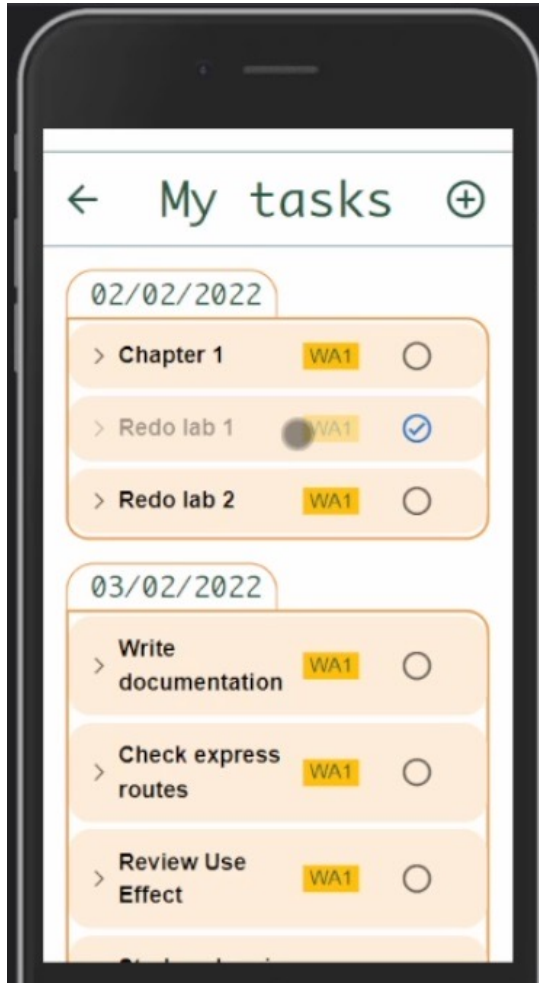 My tasks
02/02/2022
Chapter 1 WA1
Redo lab 1 WA1
Redo lab 2 WA1
03/02/2022
Write
documentation WA1
Check express
routes WA1
Review Use
Effect WA1